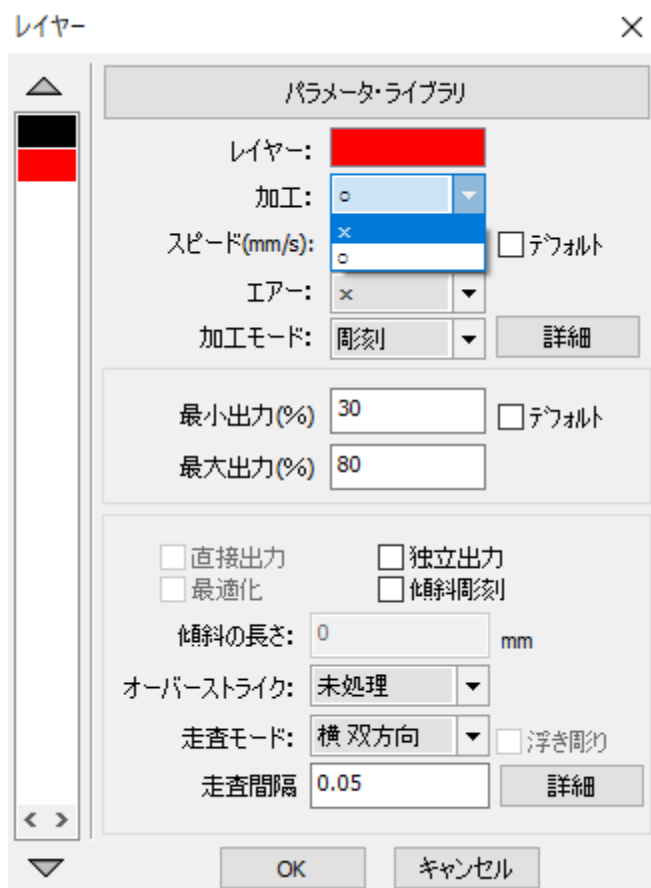 レイヤー
パラメータ・ライブラリ
レイヤー:
加工: ○
×
○
スピード(mm/s): デフォルト
エアー: ×
加工モード: 彫刻 詳細
最小出力(%) 30 デフォルト
最大出力(%) 80
直接出力 独立出力
最適化 傾斜彫刻
傾斜の長さ: 0 mm
オーバーストライク: 未処理
走査モード: 横 双方向 浮き彫り
走査間隔 0.05 詳細
OK キャンセル